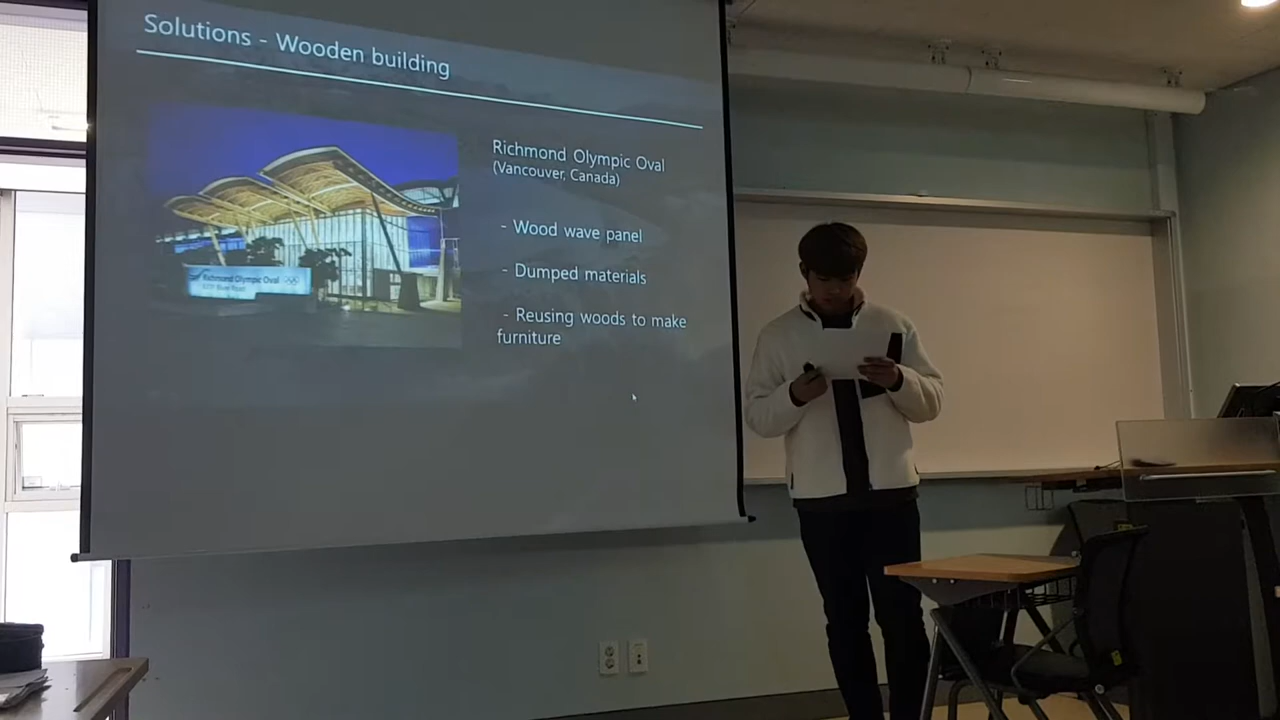 Solutions - Wooden building
Richmond Olympic Oval
(Vancouver, Canada)
- Wood wave panel
- Dumped materials
- Reusing woods to make
furniture
Richmond Olympic Oval